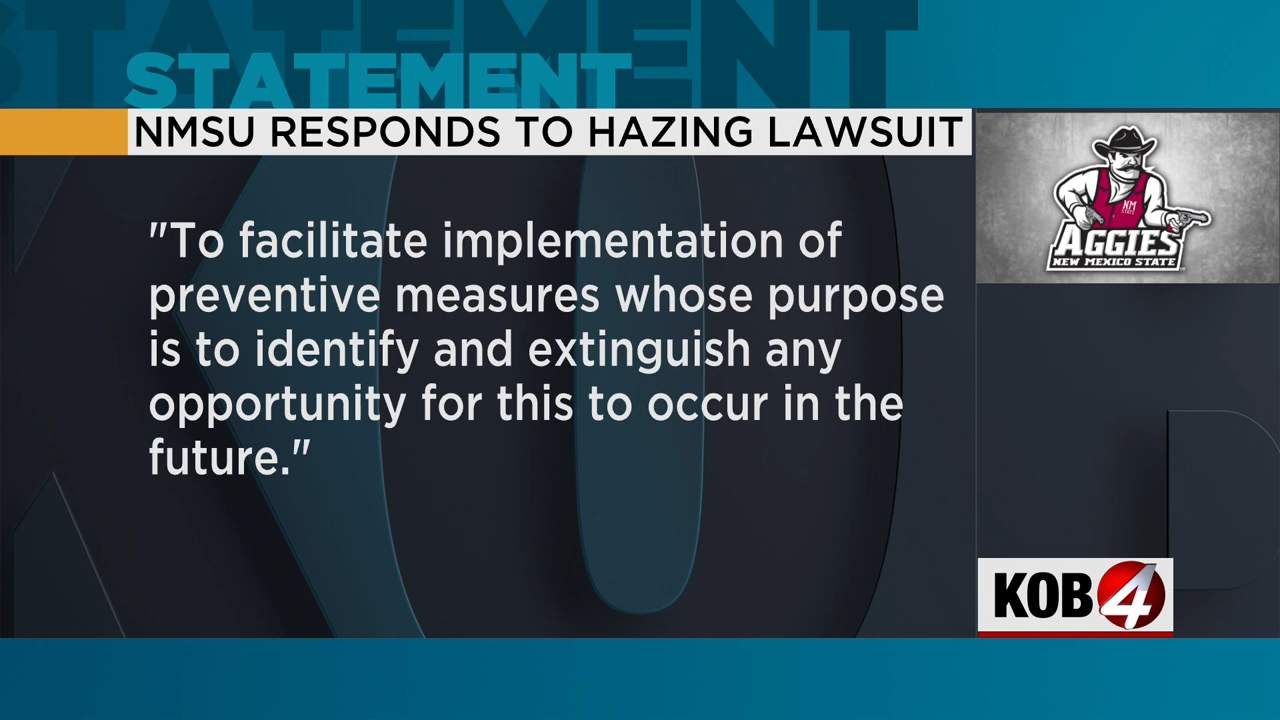 STATEMENT
STATEMENT
NMSU RESPONDS TO HAZING LAWSUIT
NM
STATE
AGGIES
NEW MEXICO STATE
"To facilitate implementation of
preventive measures whose purpose
is to identify and extinguish any
opportunity for this to occur in the
future."
KOB 4